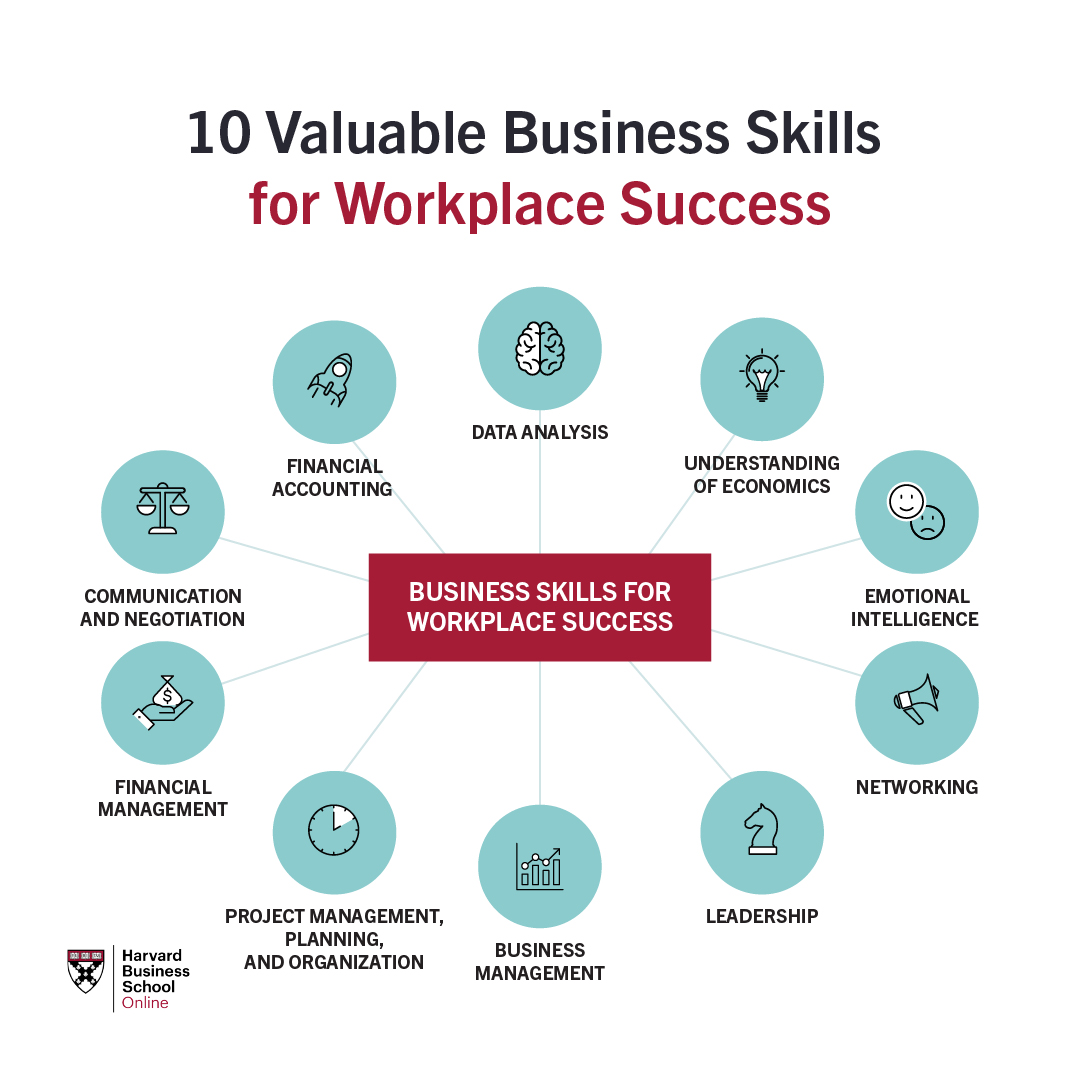 10 Valuable Business Skills
for Workplace Success
DATA ANALYSIS
FINANCIAL
ACCOUNTING
UNDERSTANDING
OF ECONOMICS
COMMUNICATION
AND NEGOTIATION
BUSINESS SKILLS FOR
WORKPLACE SUCCESS
EMOTIONAL
INTELLIGENCE
$
FINANCIAL
MANAGEMENT
NETWORKING
PROJECT MANAGEMENT,
PLANNING,
AND ORGANIZATION
BUSINESS
MANAGEMENT
LEADERSHIP
Harvard
Business
School
Online